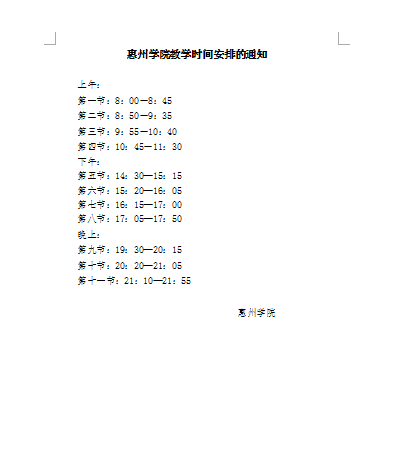 惠州学院教学时间安排的通知
上午：
第一节：8：00—8：45
第二节：8：50—9：35
第三节：9：55—10：40
第四节：10：45—11：30
下午：
第五节：14：30—15：15
第六节：15：20—16：05
第七节：16：15—17：00
第八节：17：05—17：50
晚上：
第九节：19：30—20：15
第十节：20：20—21：05
第十一节：21：10—21：55
惠州学院